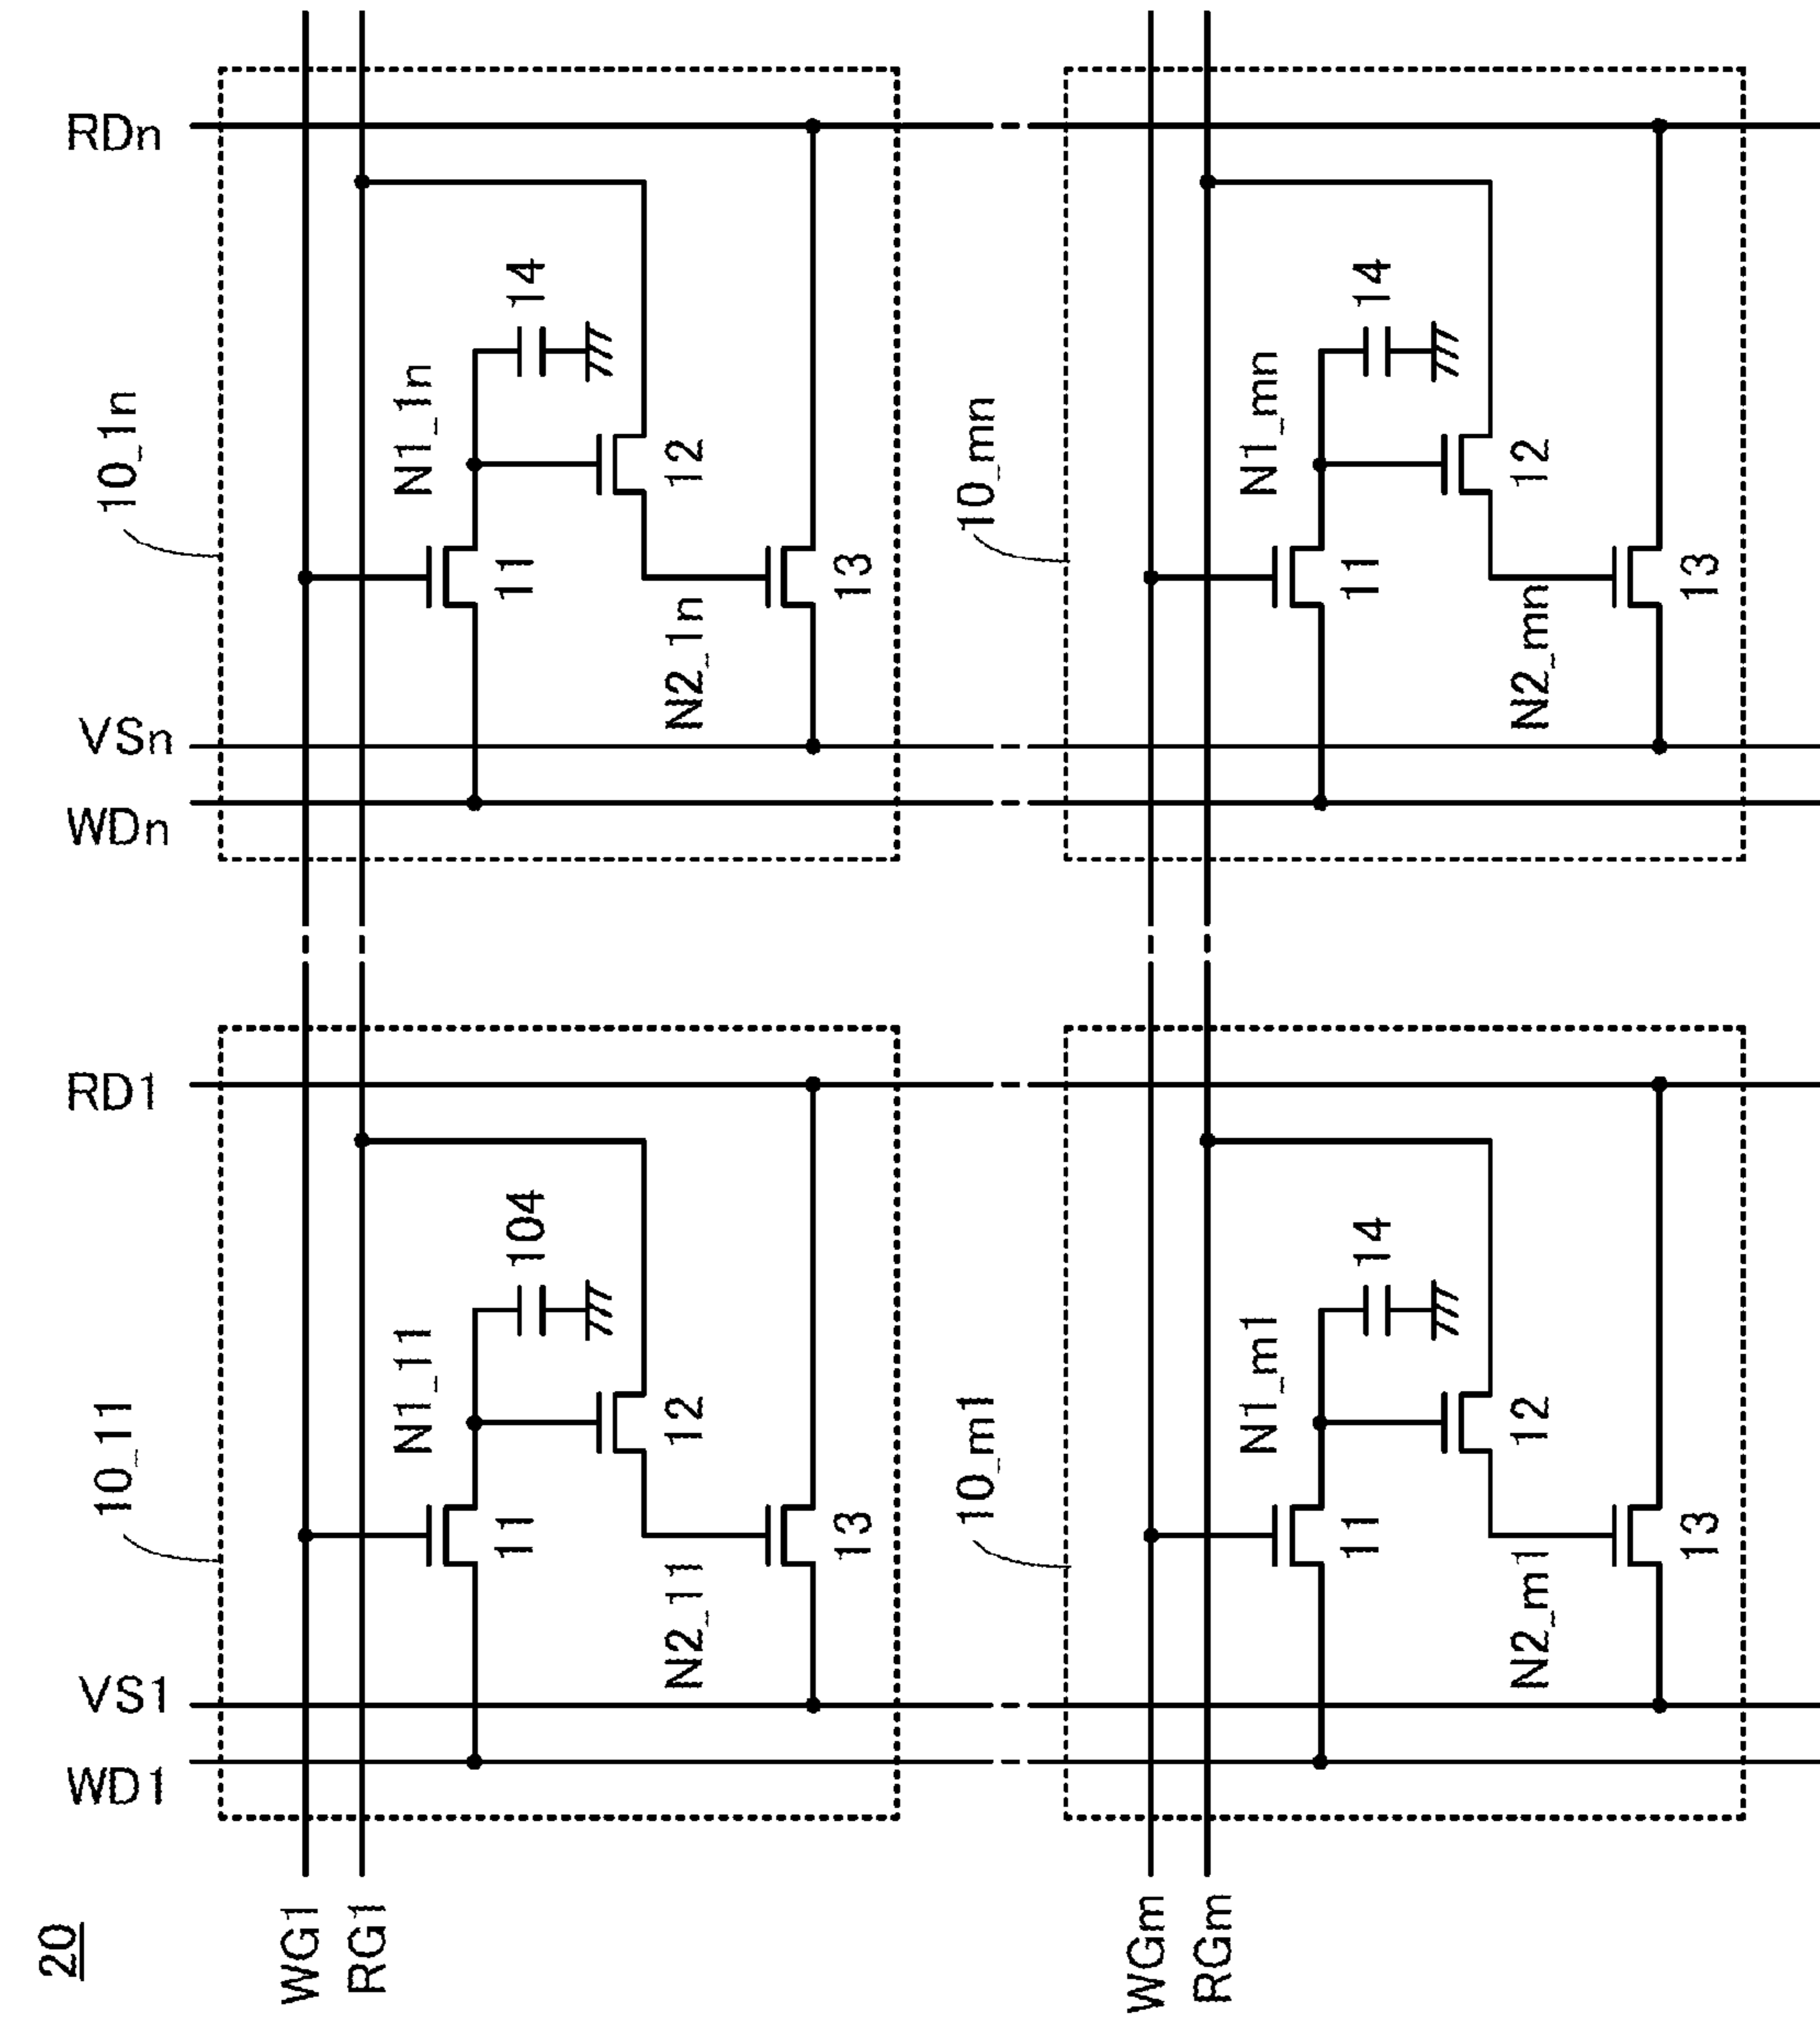 20
WD1
VS1
RD1
WDn
VSn
RDn
10_11
10_1n
WG1
RG1
N1_11
11
104
12
N2_11
13
N1_1n
11
14
12
N2_1n
13
10_m1
10_mn
WGm
RGm
N1_m1
11
14
12
N2_m1
13
N1_mn
11
14
12
N2_mn
13